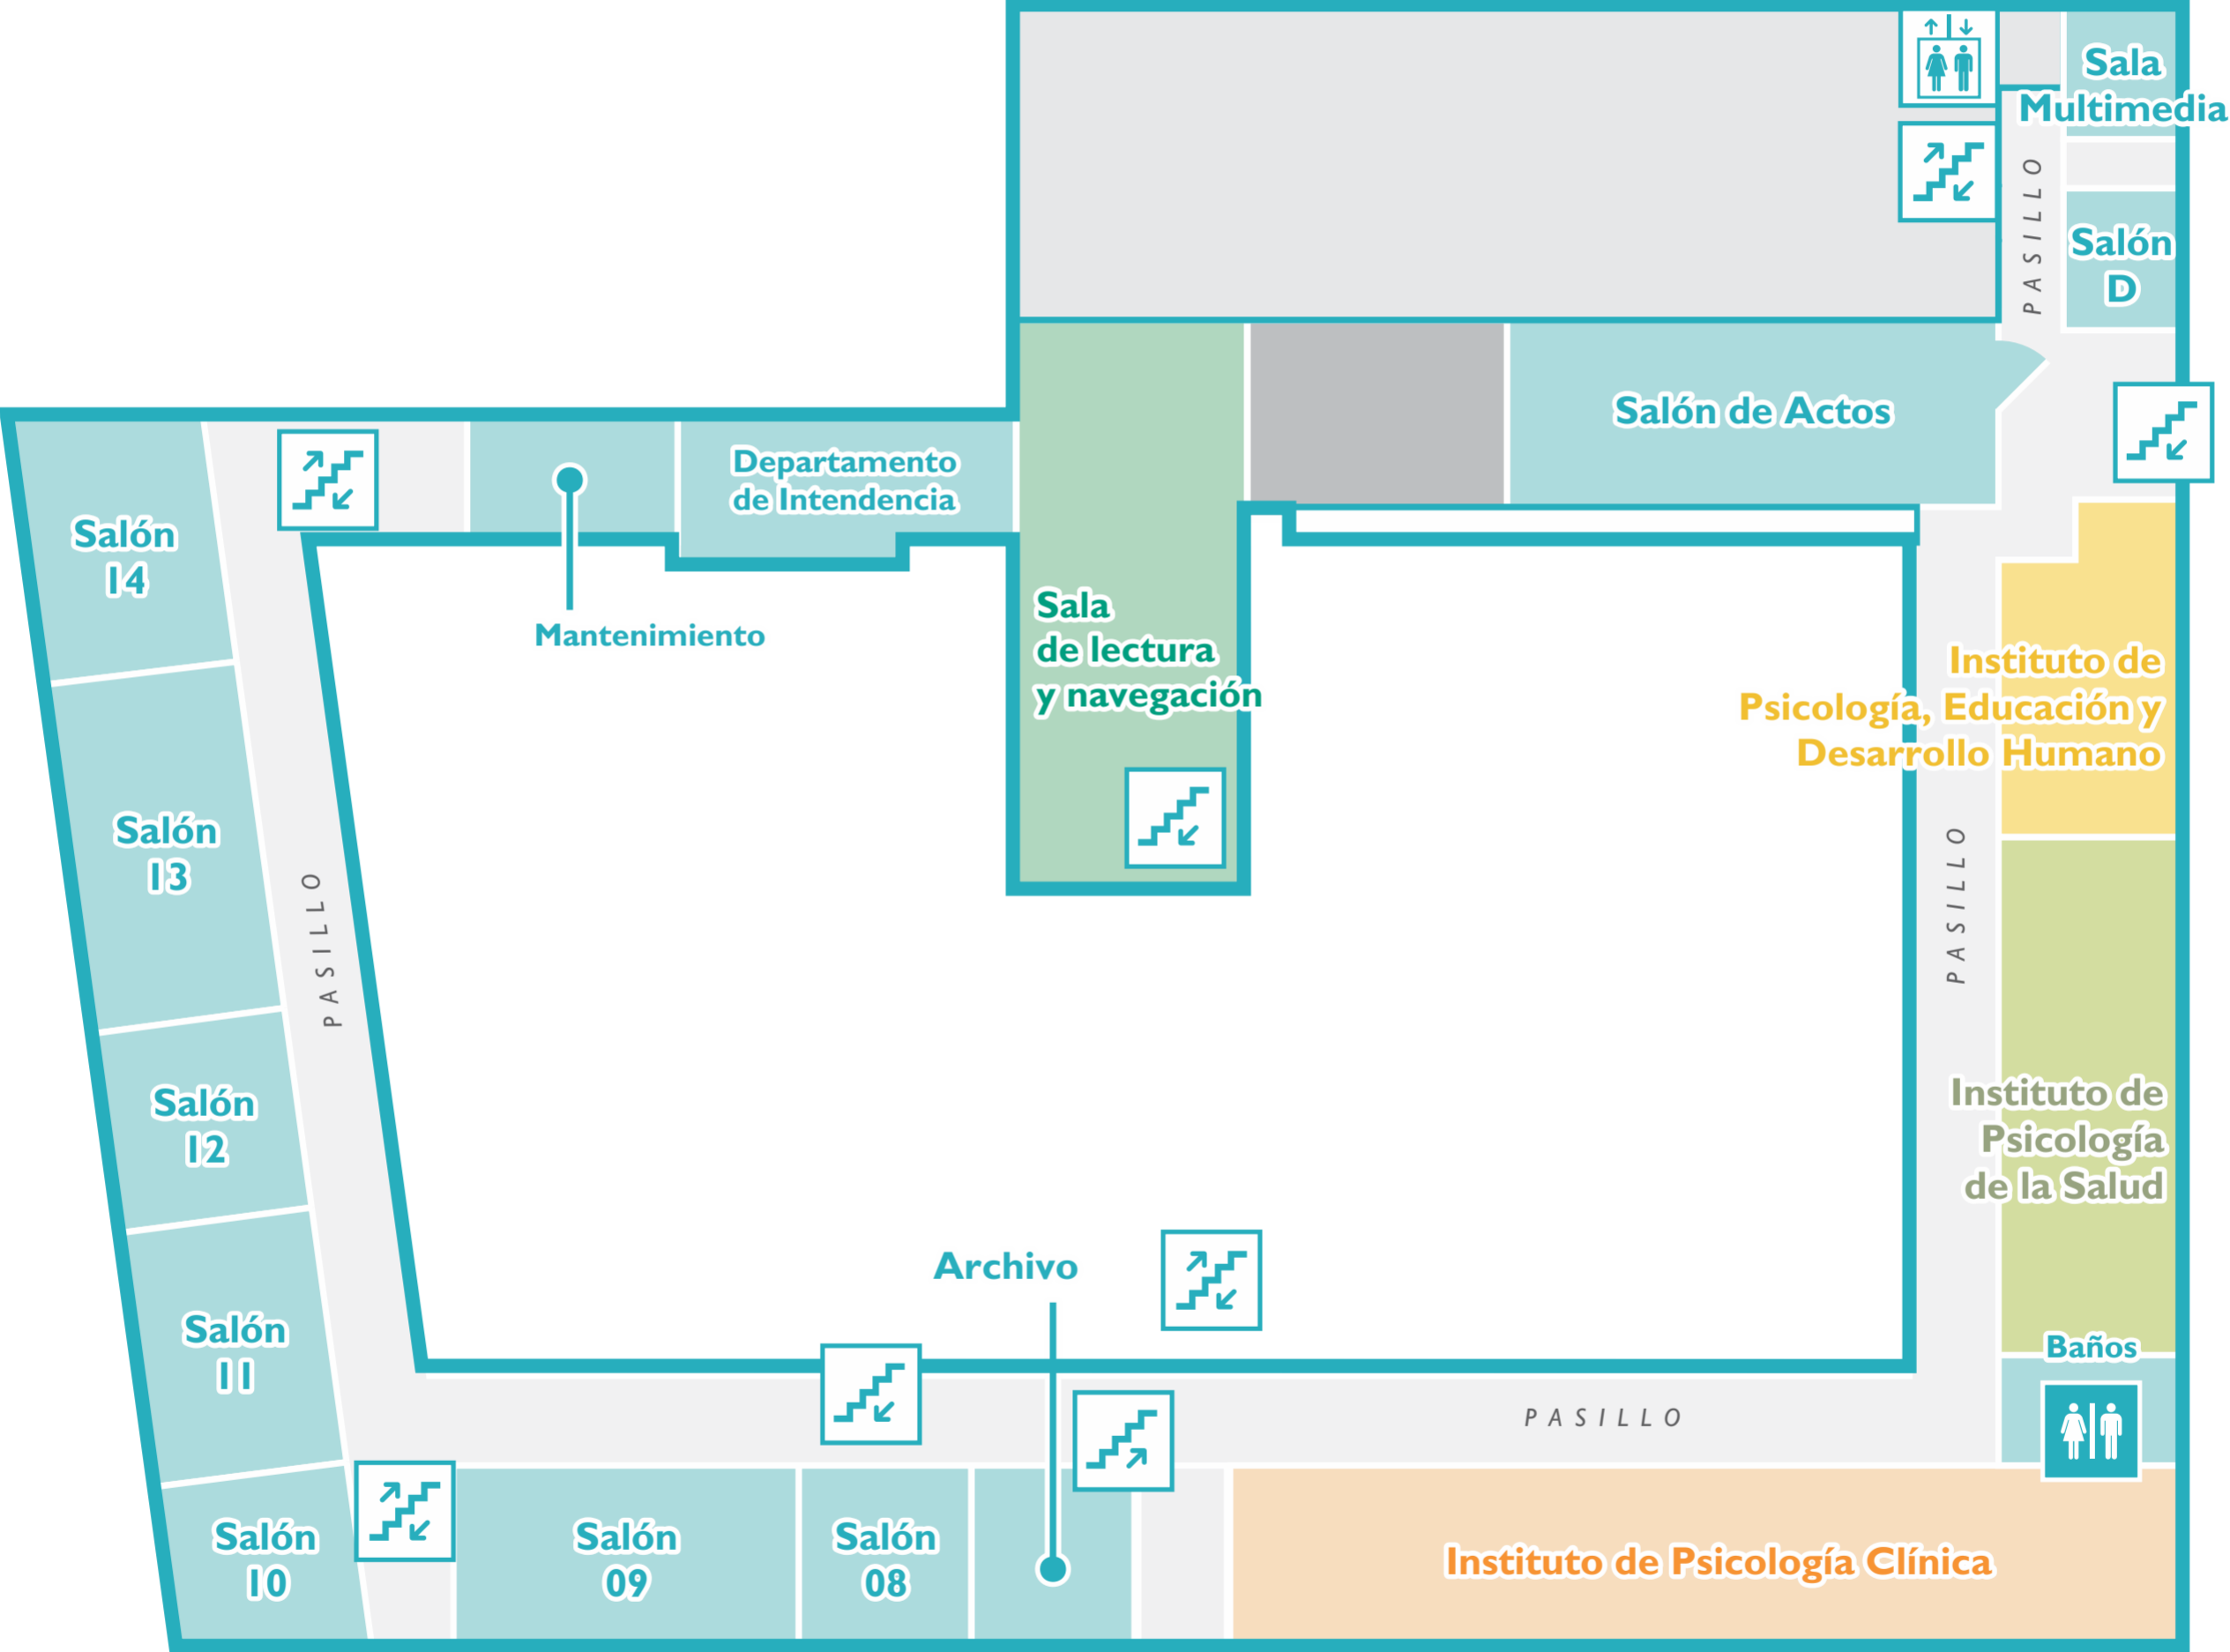 Sala
Multimedia
PASILLO
Salón
D
Salón de Actos
Departamento
de Intendencia
Mantenimiento
Salón
14
Sala
de lectura
y navegación
Instituto de
Psicología, Educación y
Desarrollo Humano
Salón
13
PASILLO
PASILLO
Salón
12
Instituto de
Psicología
de la Salud
Salón
11
Archivo
Baños
PASILLO
Salón
10
Salón
09
Salón
08
Instituto de Psicología Clínica